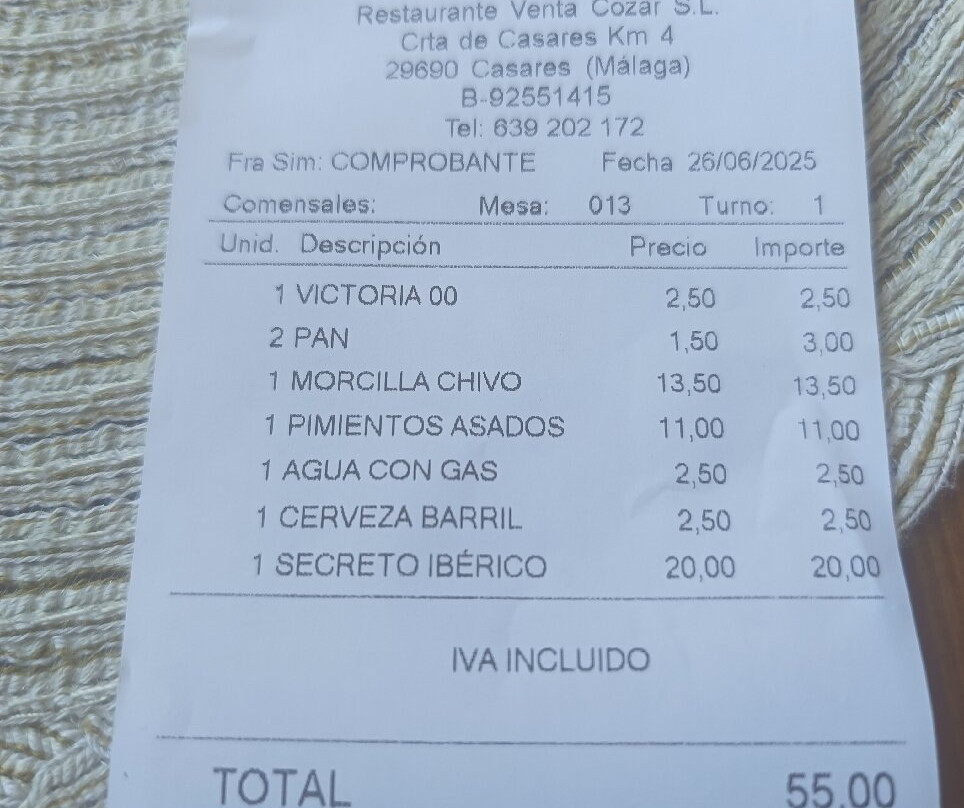 Restaurante Venta Cozar S.L.
Crta de Casares Km 4
29690 Casares (Málaga)
B-92551415
Tel: 639 202 172
Fra Sim: COMPROBANTE Fecha 26/06/2025
Comensales: Mesa: 013 Turno: 1
Unid. Descripción Precio Importe
1 VICTORIA 00 2,50 2,50
2 PAN 1,50 3,00
1 MORCILLA CHIVO 13,50 13,50
1 PIMIENTOS ASADOS 11,00 11,00
1 AGUA CON GAS 2,50 2,50
1 CERVEZA BARRIL 2,50 2,50
1 SECRETO IBÉRICO 20,00 20,00
IVA INCLUIDO
TOTAL 55,00